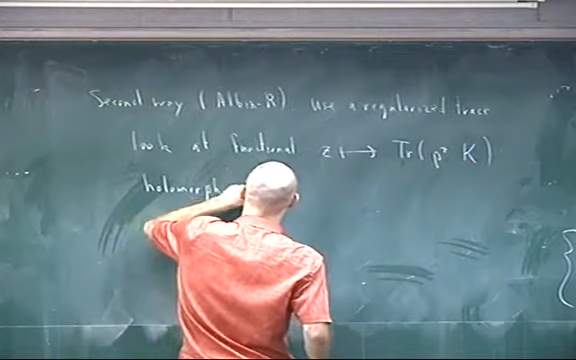 Second way (Albin-R). Use a regularized trace
look at functional z ↦ Tr(ρ^z K)
holomorph